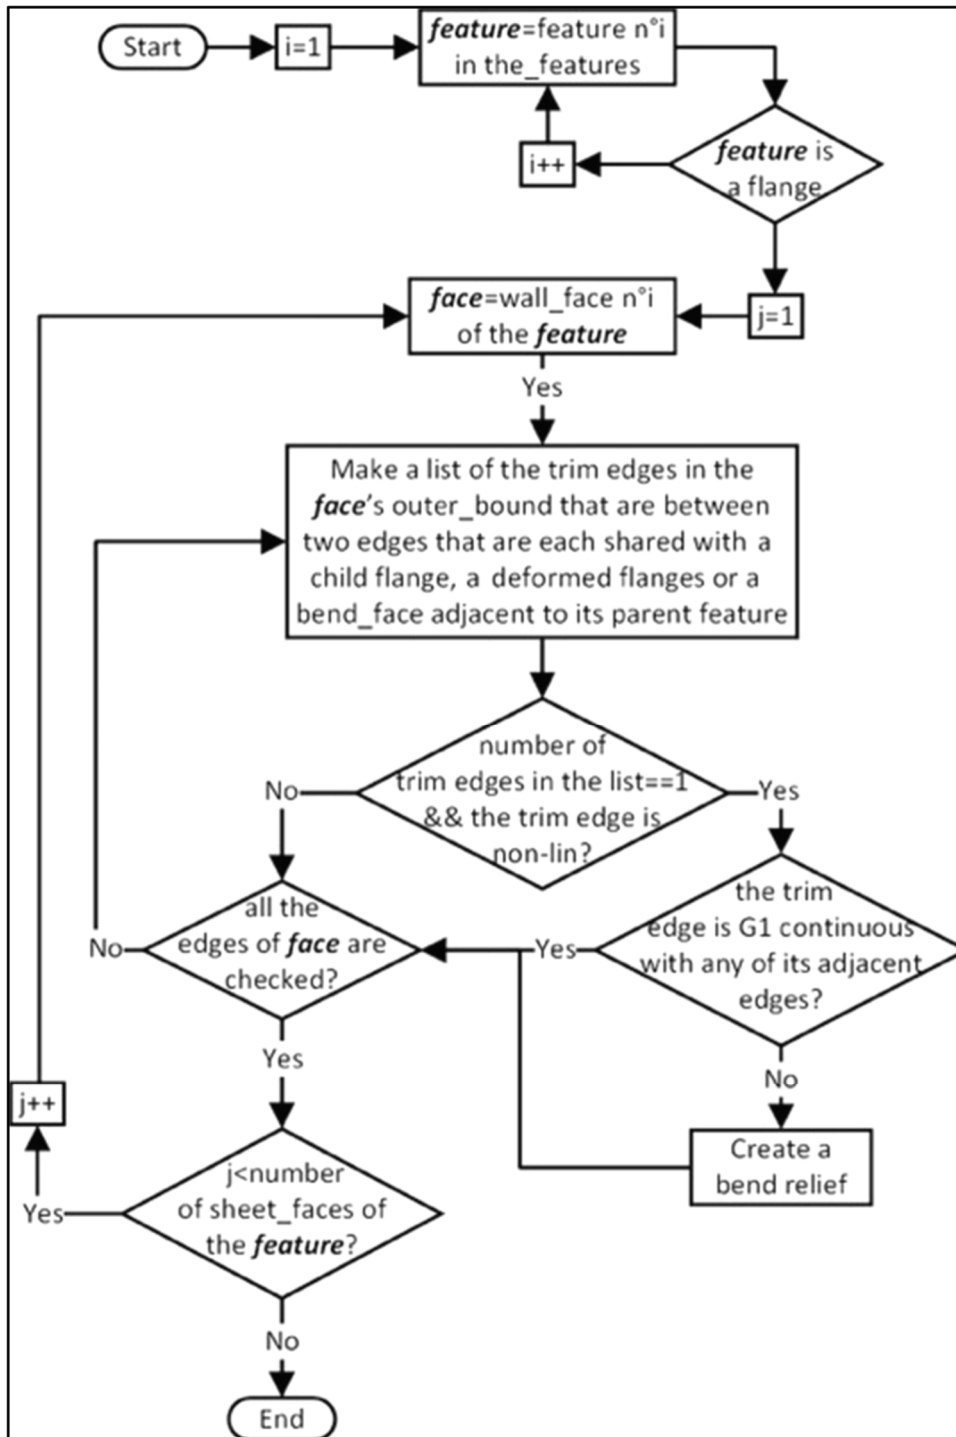 Start
i=1
feature=feature n°i
in the_features
i++
feature is
a flange
face=wall_face n°i
of the feature
j=1
Yes
Make a list of the trim edges in the
face's outer_bound that are between
two edges that are each shared with a
child flange, a deformed flanges or a
bend_face adjacent to its parent feature
number of
trim edges in the list==1
&& the trim edge is
non-lin?
No
Yes
all the
edges of face are
checked?
No
Yes
the trim
edge is G1 continuous
with any of its adjacent
edges?
Yes
No
j++
Create a
bend relief
j<number
of sheet_faces of
the feature?
Yes
No
End